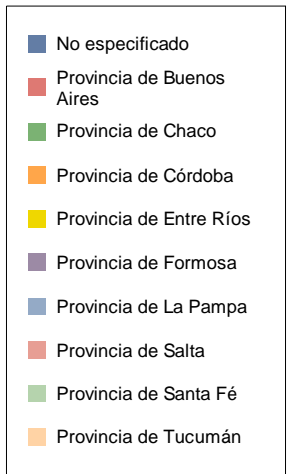 No especificado
Provincia de Buenos
Aires
Provincia de Chaco
Provincia de Córdoba
Provincia de Entre Ríos
Provincia de Formosa
Provincia de La Pampa
Provincia de Salta
Provincia de Santa Fé
Provincia de Tucumán